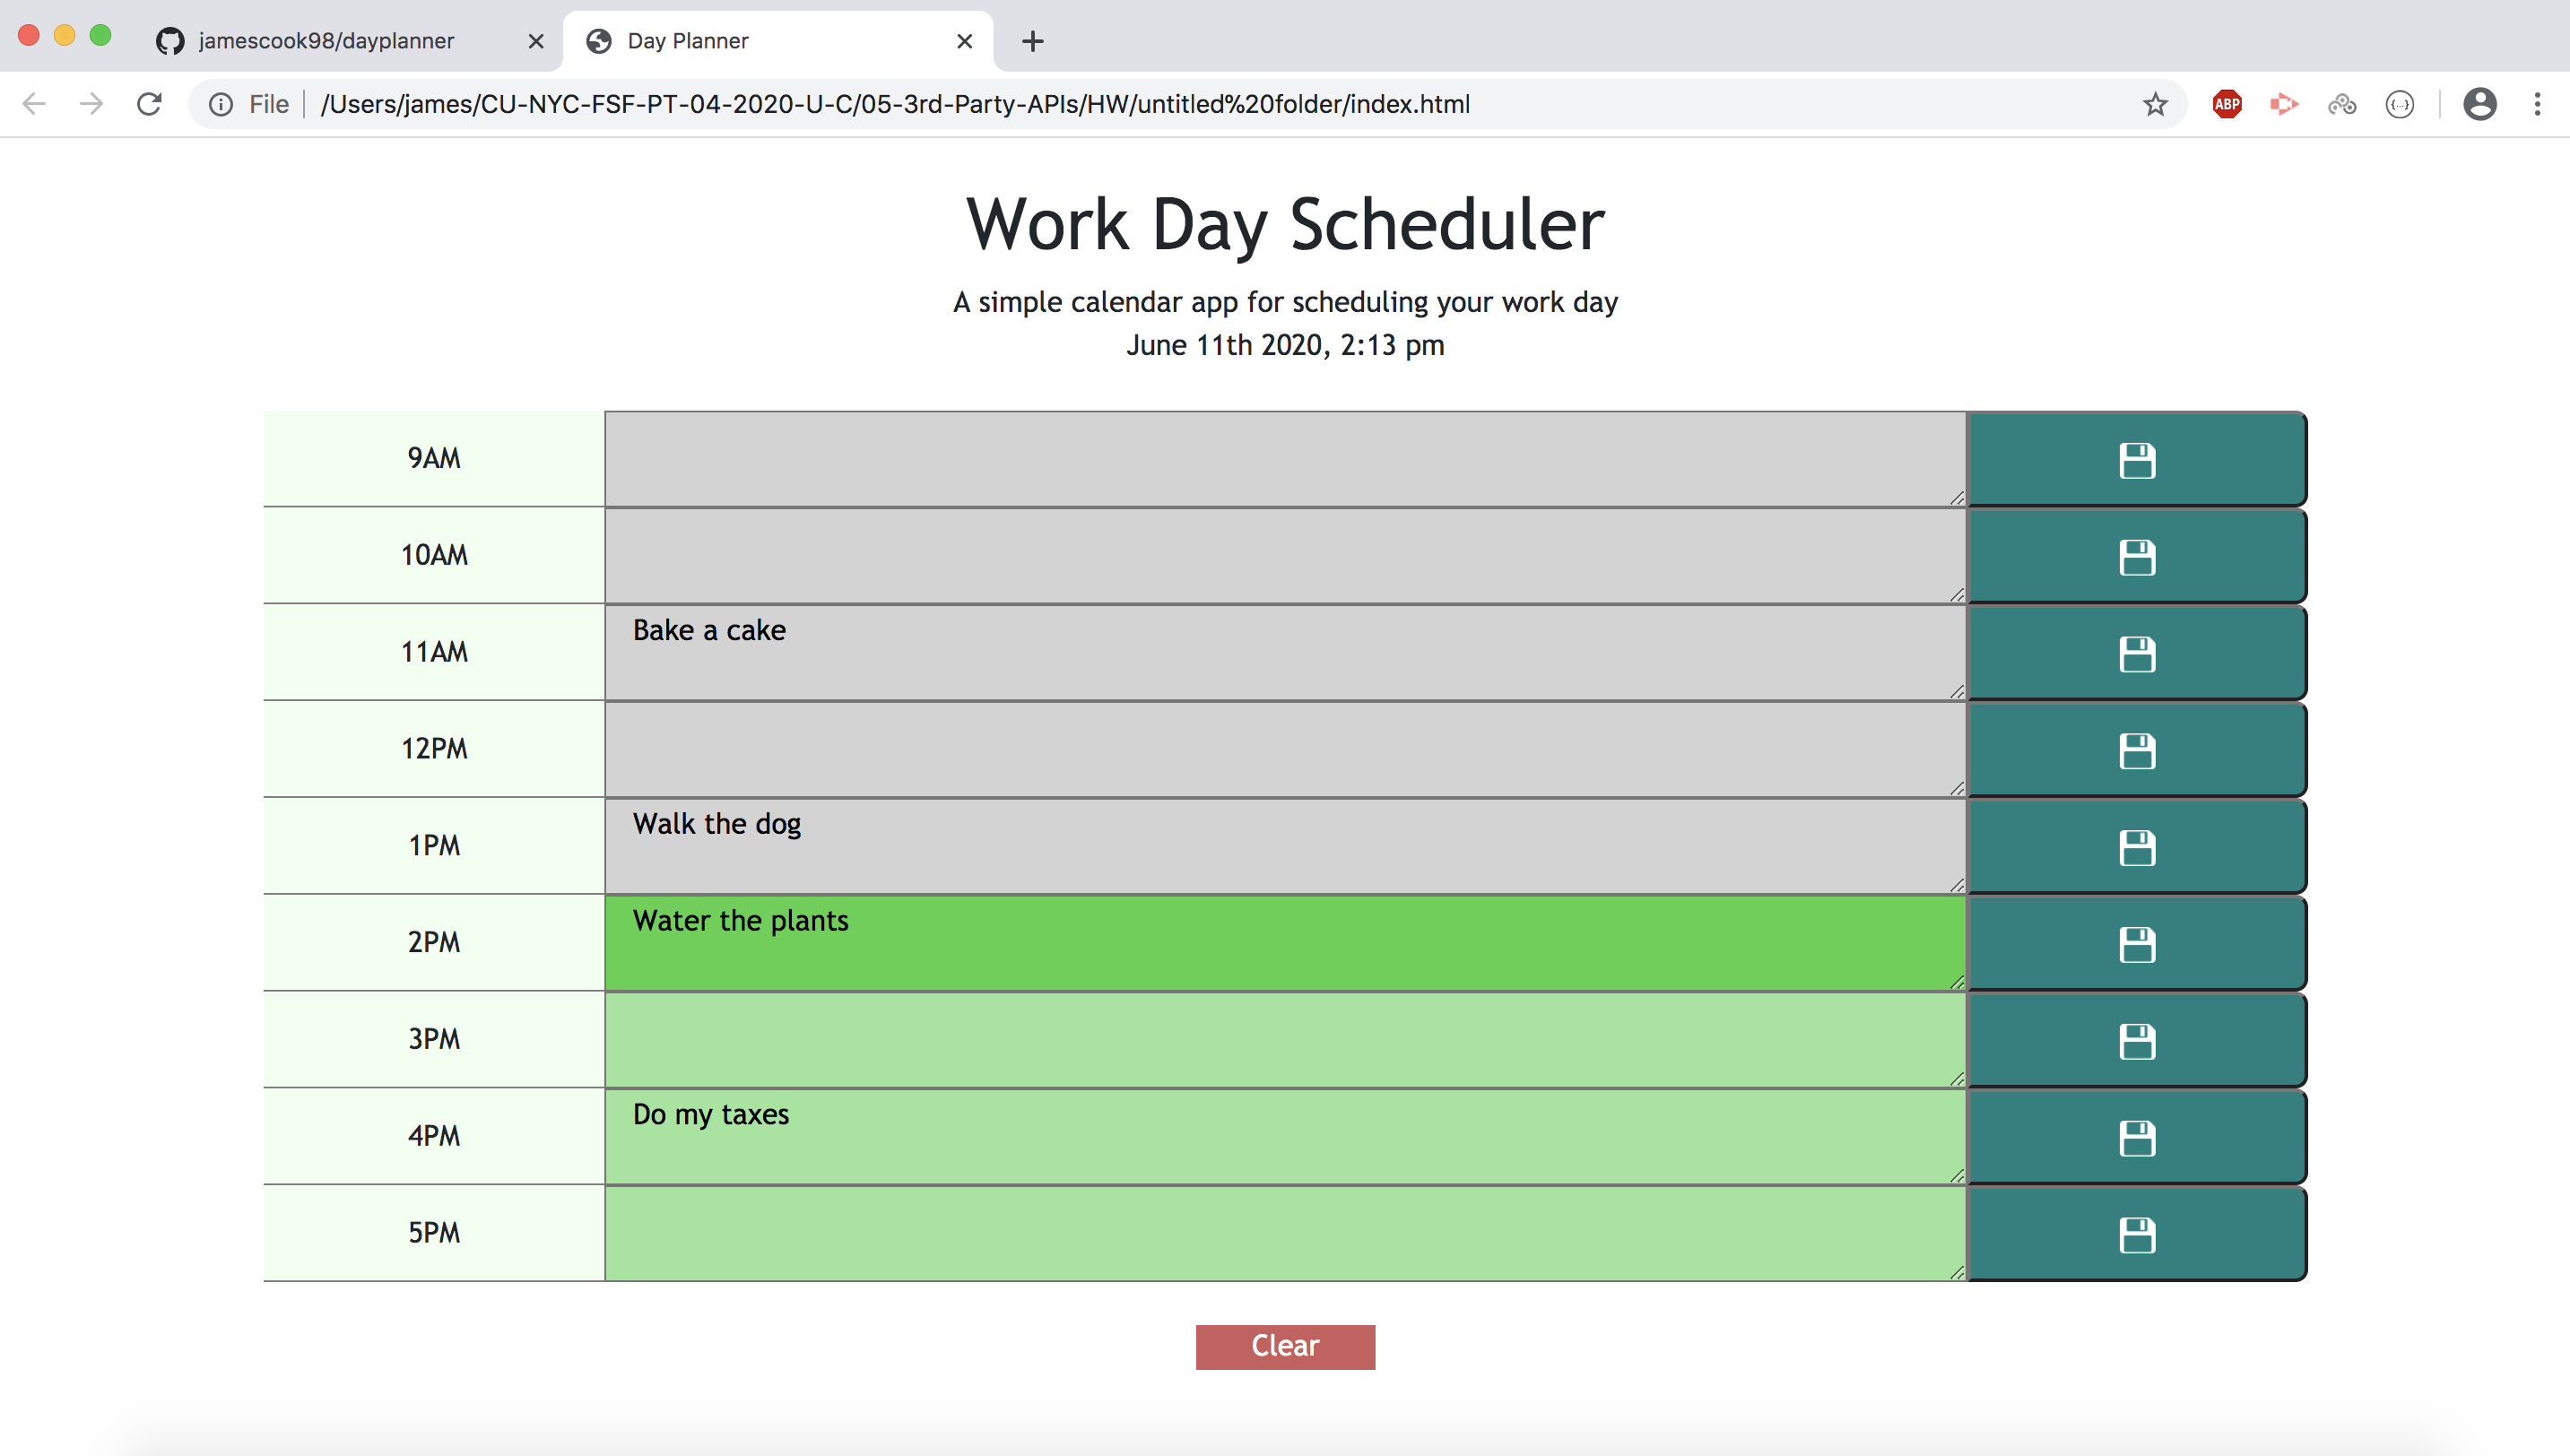 jamescook98/dayplanner
Day Planner
File /Users/james/CU-NYC-FSF-PT-04-2020-U-C/05-3rd-Party-APIs/HW/untitled%20folder/index.html
ABP
Work Day Scheduler
A simple calendar app for scheduling your work day
June 11th 2020, 2:13 pm
9AM
10AM
11AM Bake a cake
12PM
1PM Walk the dog
2PM Water the plants
3PM
4PM Do my taxes
5PM
Clear